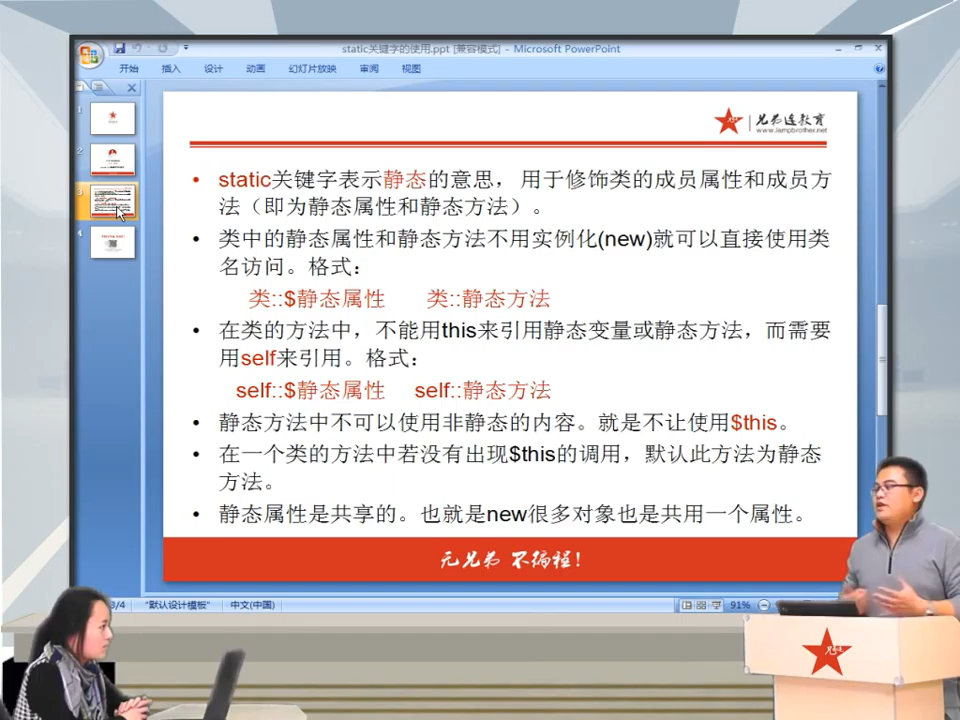 static关键字的使用.ppt [兼容模式] - Microsoft PowerPoint
开始 插入 设计 动画 幻灯片放映 审阅 视图
1
2
3
4
兄弟连教育
www.lampbrother.net
• static关键字表示静态的意思，用于修饰类的成员属性和成员方
法（即为静态属性和静态方法）。
• 类中的静态属性和静态方法不用实例化(new)就可以直接使用类
名访问。格式：
类::$静态属性 类::静态方法
• 在类的方法中，不能用this来引用静态变量或静态方法，而需要
用self来引用。格式：
self::$静态属性 self::静态方法
• 静态方法中不可以使用非静态的内容。就是不让使用$this。
• 在一个类的方法中若没有出现$this的调用，默认此方法为静态
方法。
• 静态属性是共享的。也就是new很多对象也是共用一个属性。
无兄弟 不编程!
3/4 "默认设计模板" 中文(中国) 91%